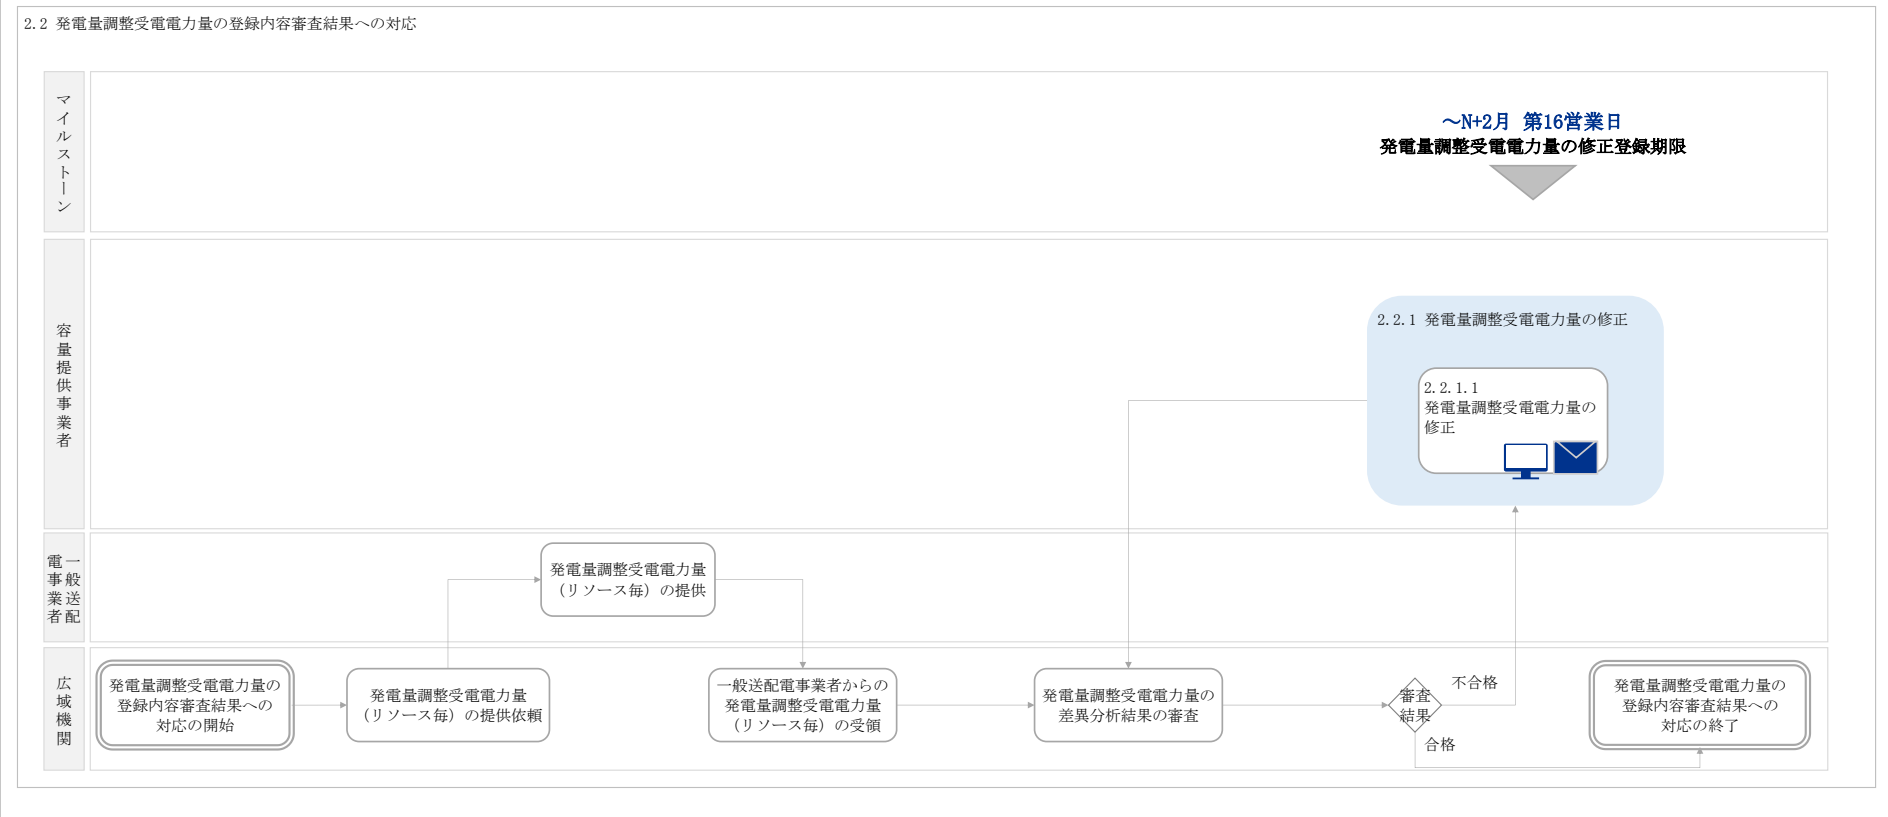 2.2 発電量調整受電電力量の登録内容審査結果への対応
マイルストーン
～N+2月 第16営業日
発電量調整受電電力量の修正登録期限
容量提供事業者
2.2.1 発電量調整受電電力量の修正
2.2.1.1
発電量調整受電電力量の
修正
一般送配
電事業者
発電量調整受電電力量
（リソース毎）の提供
広域機関
発電量調整受電電力量の
登録内容審査結果への
対応の開始
発電量調整受電電力量
（リソース毎）の提供依頼
一般送配電事業者からの
発電量調整受電電力量
（リソース毎）の受領
発電量調整受電電力量の
差異分析結果の審査
審査
結果
不合格
合格
発電量調整受電電力量の
登録内容審査結果への
対応の終了